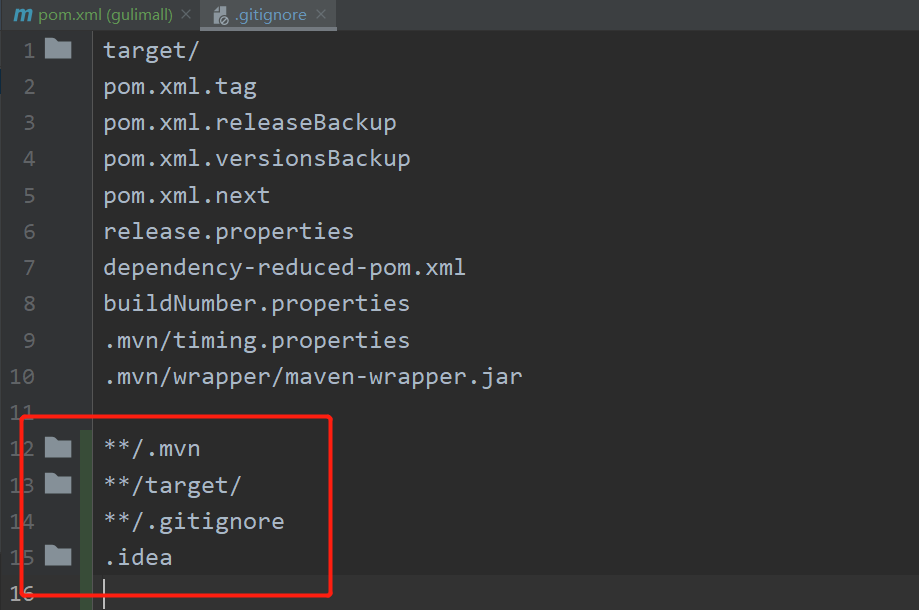 m pom.xml (gulimall) × .gitignore ×
1 target/
2 pom.xml.tag
3 pom.xml.releaseBackup
4 pom.xml.versionsBackup
5 pom.xml.next
6 release.properties
7 dependency-reduced-pom.xml
8 buildNumber.properties
9 .mvn/timing.properties
10 .mvn/wrapper/maven-wrapper.jar
11
12 **/.mvn
13 **/target/
14 **/.gitignore
15 .idea
16